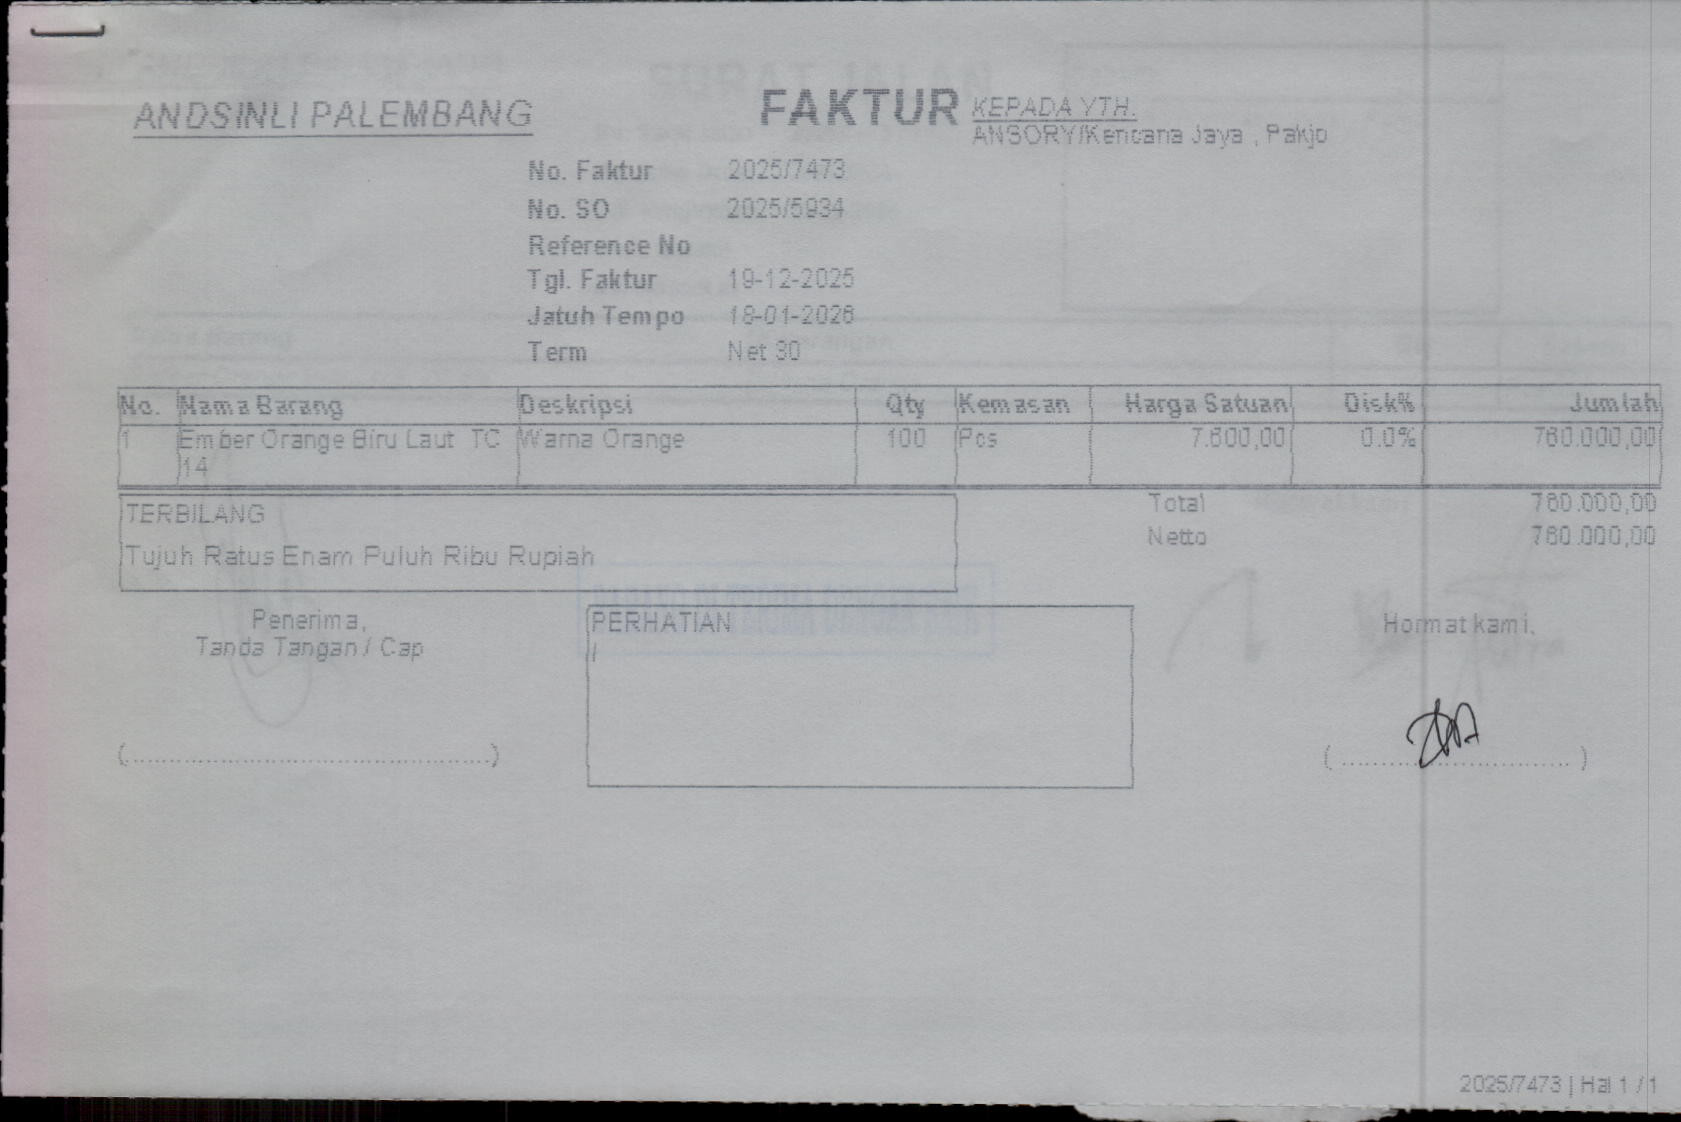 ANDSINLI PALEMBANG
FAKTUR
KEPADA YTH.
ANSORY/Kencana Jaya , Pakjo
No. Faktur 2025/7473
No. SO 2025/5934
Reference No
Tgl. Faktur 19-12-2025
Jatuh Tempo 18-01-2026
Term Net 30
No. Nama Barang Deskripsi Qty Kemasan Harga Satuan Disk% Jumlah
1 Ember Orange Biru Laut TC Warna Orange 100 Pcs 7.600,00 0.0% 760.000,00
14
Total 760.000,00
Netto 760.000,00
TERBILANG
Tujuh Ratus Enam Puluh Ribu Rupiah
Penerima,
Tanda Tangan / Cap
(..................................................)
PERHATIAN
/
Hormat kami,
( ................................ )
2025/7473 | Hal 1 / 1